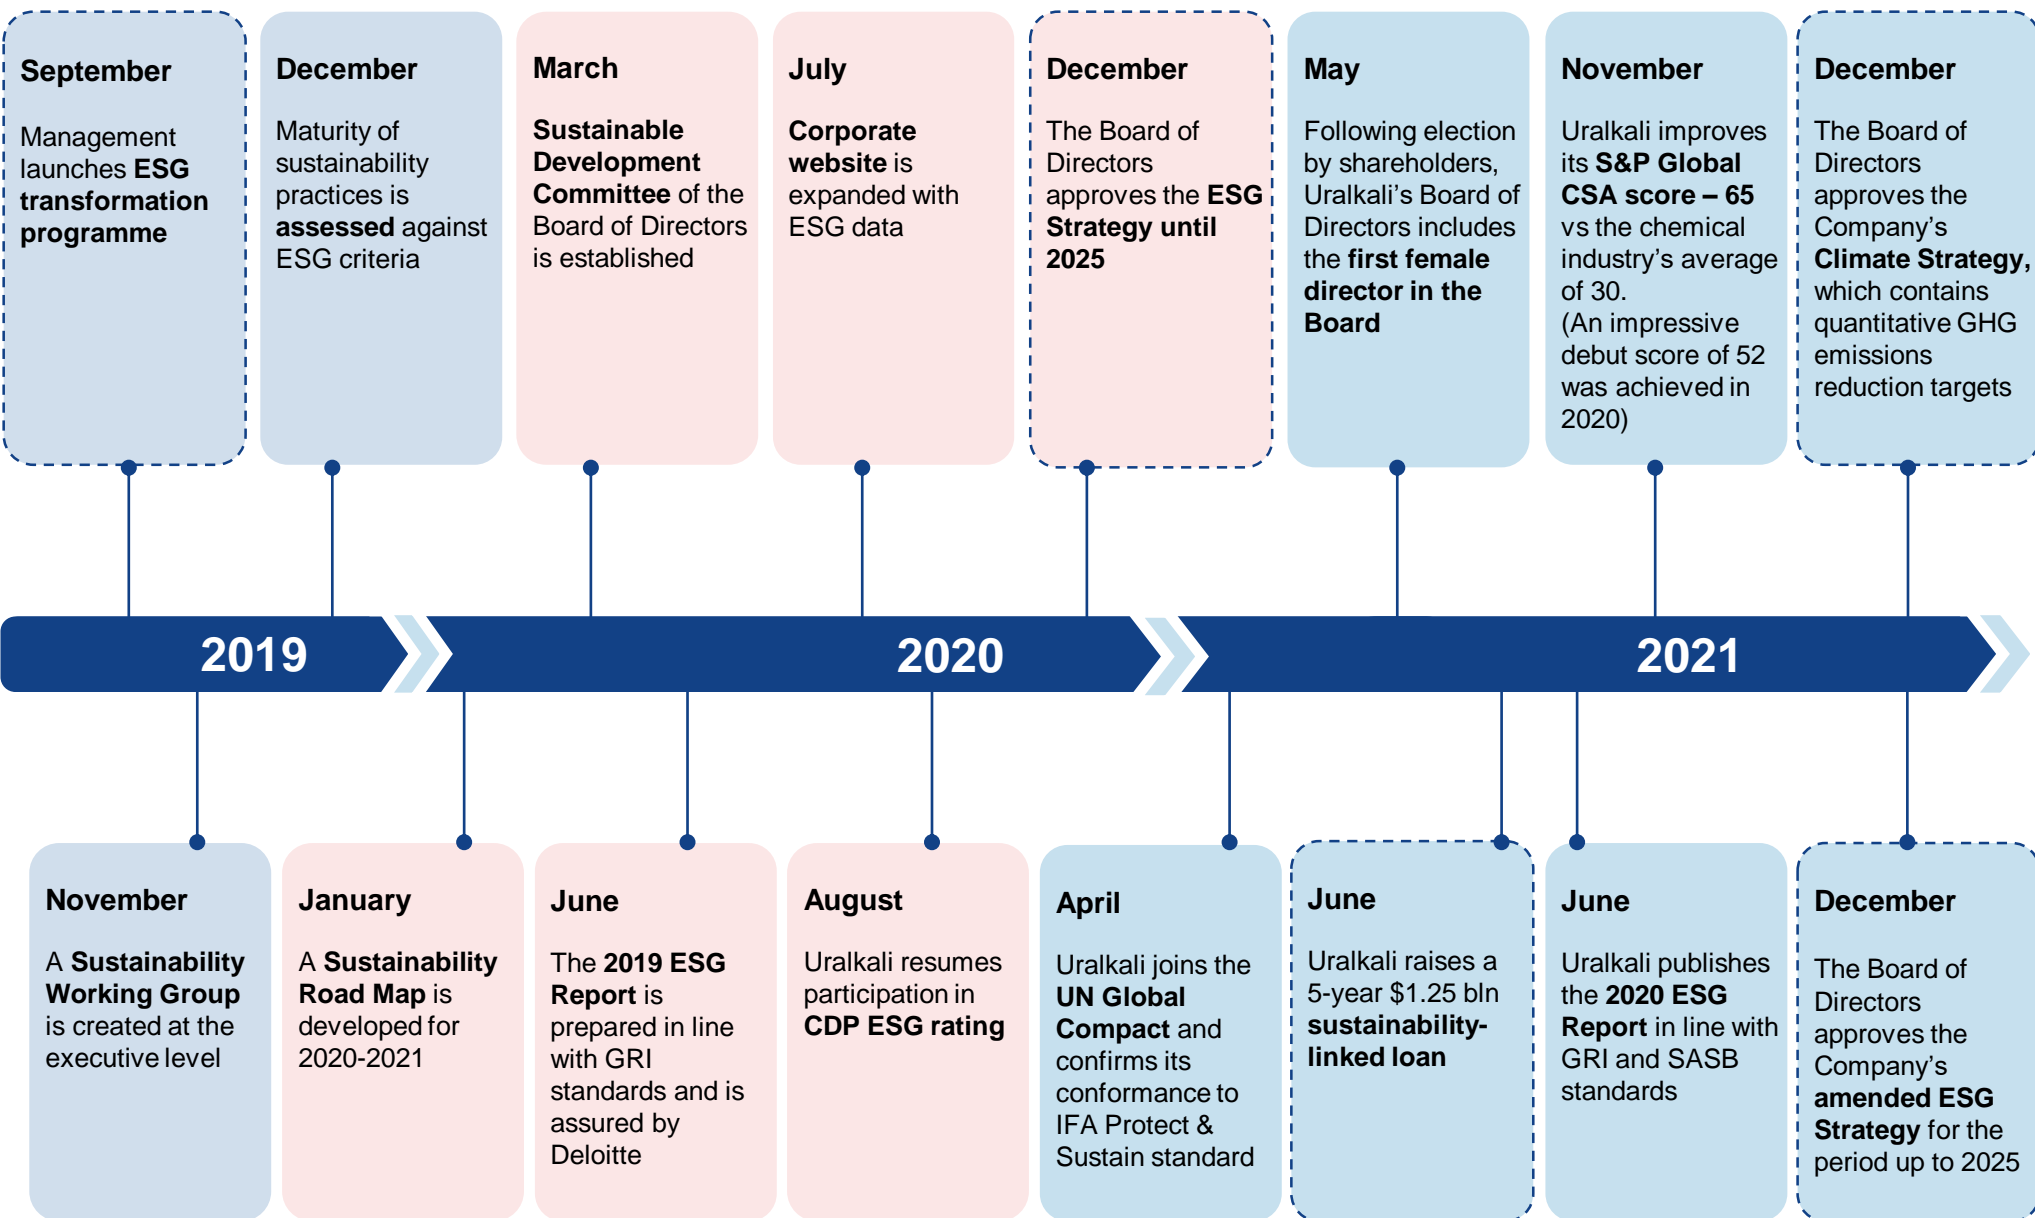 September
Management
launches ESG
transformation
programme
December
Maturity of
sustainability
practices is
assessed against
ESG criteria
March
Sustainable
Development
Committee of the
Board of Directors
is established
July
Corporate
website is
expanded with
ESG data
December
The Board of
Directors
approves the ESG
Strategy until
2025
May
Following election
by shareholders,
Uralkali’s Board of
Directors includes
the first female
director in the
Board
November
Uralkali improves
its S&P Global
CSA score – 65
vs the chemical
industry’s average
of 30.
(An impressive
debut score of 52
was achieved in
2020)
December
The Board of
Directors
approves the
Company’s
Climate Strategy,
which contains
quantitative GHG
emissions
reduction targets
2019
2020
2021
November
A Sustainability
Working Group
is created at the
executive level
January
A Sustainability
Road Map is
developed for
2020-2021
June
The 2019 ESG
Report is
prepared in line
with GRI
standards and is
assured by
Deloitte
August
Uralkali resumes
participation in
CDP ESG rating
April
Uralkali joins the
UN Global
Compact and
confirms its
conformance to
IFA Protect &
Sustain standard
June
Uralkali raises a
5-year $1.25 bln
sustainability-
linked loan
June
Uralkali publishes
the 2020 ESG
Report in line with
GRI and SASB
standards
December
The Board of
Directors
approves the
Company’s
amended ESG
Strategy for the
period up to 2025